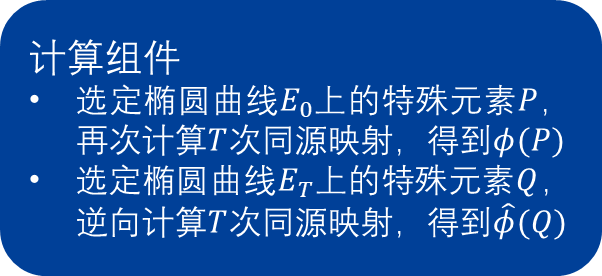 计算组件
• 选定椭圆曲线𝐸₀上的特殊元素𝑃，
再次计算𝑇次同源映射，得到𝜙(𝑃)
• 选定椭圆曲线𝐸_𝑇上的特殊元素𝑄，
逆向计算𝑇次同源映射，得到𝜙̂(𝑄)